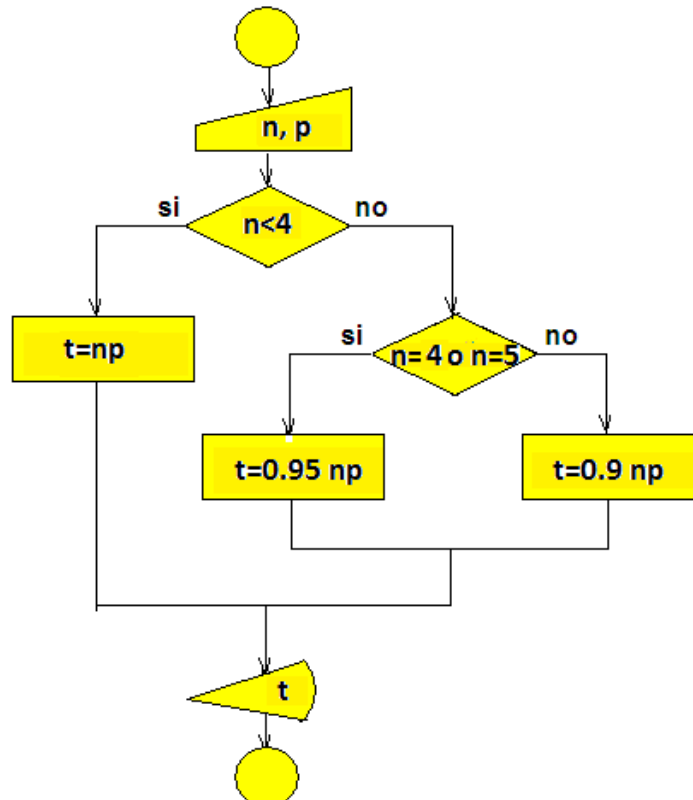 n, p
si
n<4
no
t=np
si
n= 4 o n=5
no
t=0.95 np
t=0.9 np
t